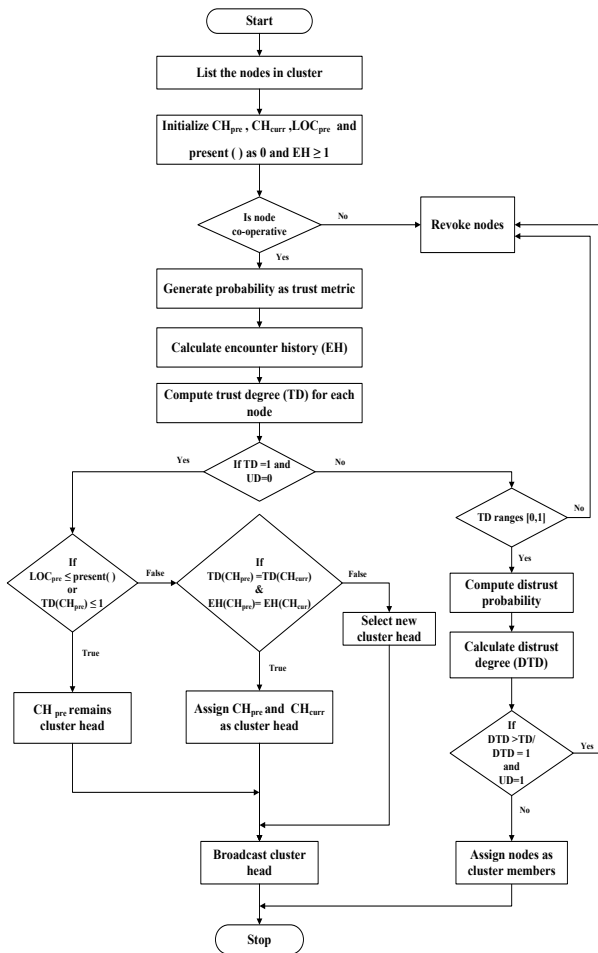 Start
List the nodes in cluster
Initialize CHpre , CHcurr ,LOCpre and
present ( ) as 0 and EH ≥ 1
Is node
co-operative
No
Revoke nodes
Yes
Generate probability as trust metric
Calculate encounter history (EH)
Compute trust degree (TD) for each
node
Yes
If TD =1 and
UD=0
No
TD ranges [0,1]
No
Yes
If
LOCpre ≤ present( )
or
TD(CHpre) ≤ 1
False
If
TD(CHpre) =TD(CHcurr)
&
EH(CHpre)= EH(CHcur)
False
Select new
cluster head
Compute distrust
probability
Calculate distrust
degree (DTD)
True
True
CH pre remains
cluster head
Assign CHpre and CHcurr
as cluster head
If
DTD >TD/
DTD = 1
and
UD=1
Yes
No
Broadcast cluster
head
Assign nodes as
cluster members
Stop